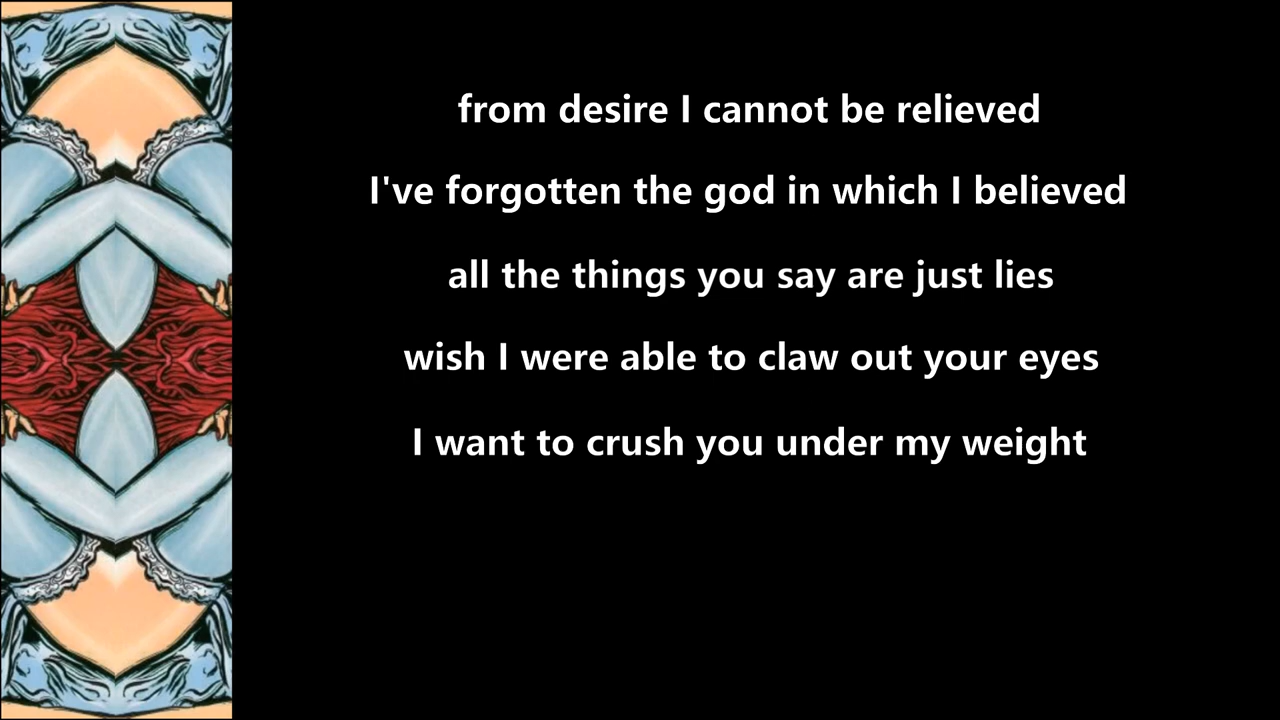 from desire I cannot be relieved
I've forgotten the god in which I believed
all the things you say are just lies
wish I were able to claw out your eyes
I want to crush you under my weight